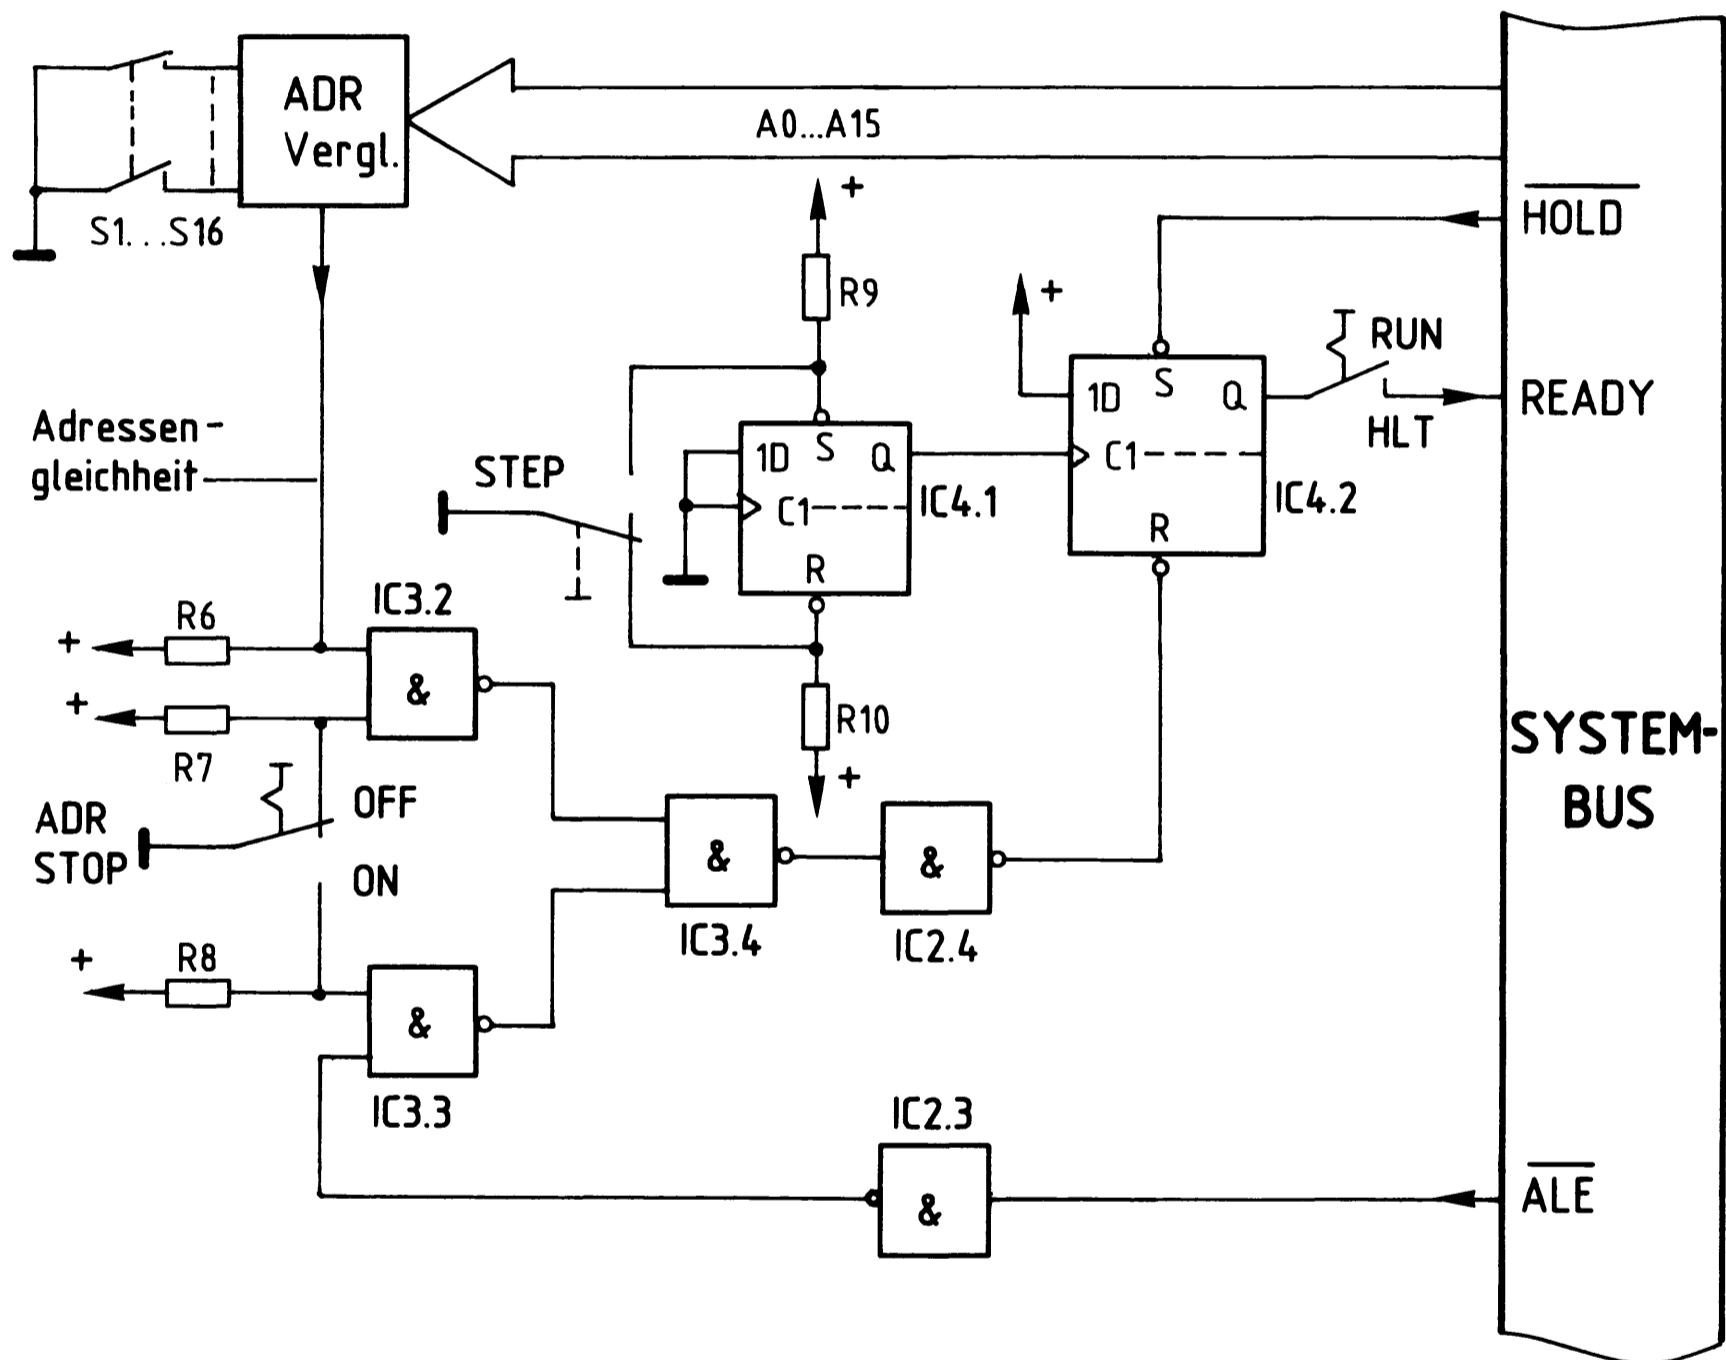 ADR
Vergl.
A0...A15
S1...S16
+
R9
HOLD
+
RUN
READY
HLT
1D S Q
C1
R
IC4.2
Adressen-
gleichheit
STEP
1D S Q
C1
R
IC4.1
IC3.2
R6
+
&
+
R7
R10
+
SYSTEM-
BUS
ADR
STOP
OFF
ON
&
IC3.4
&
IC2.4
+
R8
&
IC3.3
IC2.3
&
ALE